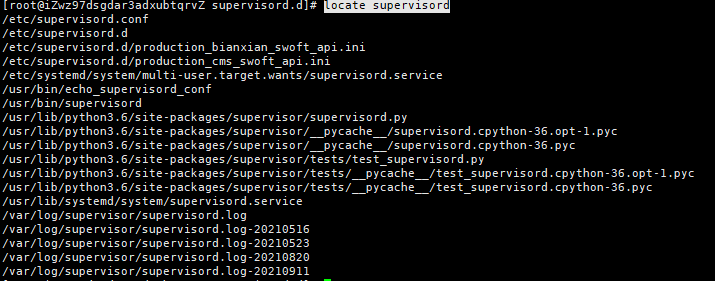 [root@iZwz97dsgdar3adxubtqrvZ supervisord.d]# locate supervisord
/etc/supervisord.conf
/etc/supervisord.d
/etc/supervisord.d/production_bianxian_swoft_api.ini
/etc/supervisord.d/production_cms_swoft_api.ini
/etc/systemd/system/multi-user.target.wants/supervisord.service
/usr/bin/echo_supervisord_conf
/usr/bin/supervisord
/usr/lib/python3.6/site-packages/supervisor/supervisord.py
/usr/lib/python3.6/site-packages/supervisor/__pycache__/supervisord.cpython-36.opt-1.pyc
/usr/lib/python3.6/site-packages/supervisor/__pycache__/supervisord.cpython-36.pyc
/usr/lib/python3.6/site-packages/supervisor/tests/test_supervisord.py
/usr/lib/python3.6/site-packages/supervisor/tests/__pycache__/test_supervisord.cpython-36.opt-1.pyc
/usr/lib/python3.6/site-packages/supervisor/tests/__pycache__/test_supervisord.cpython-36.pyc
/usr/lib/systemd/system/supervisord.service
/var/log/supervisor/supervisord.log
/var/log/supervisor/supervisord.log-20210516
/var/log/supervisor/supervisord.log-20210523
/var/log/supervisor/supervisord.log-20210820
/var/log/supervisor/supervisord.log-20210911